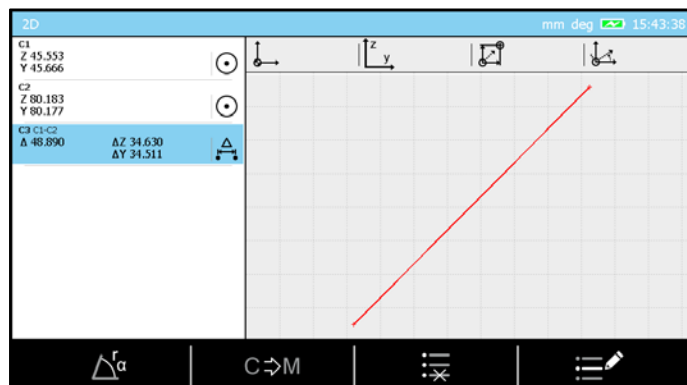 2D
mm deg 15:43:38
C1
Z 45.553
Y 45.666
C2
Z 80.183
Y 80.177
C3 C1-C2
Δ 48.890 ΔZ 34.630
ΔY 34.511
Δ
z
y
r
α
C⇨M